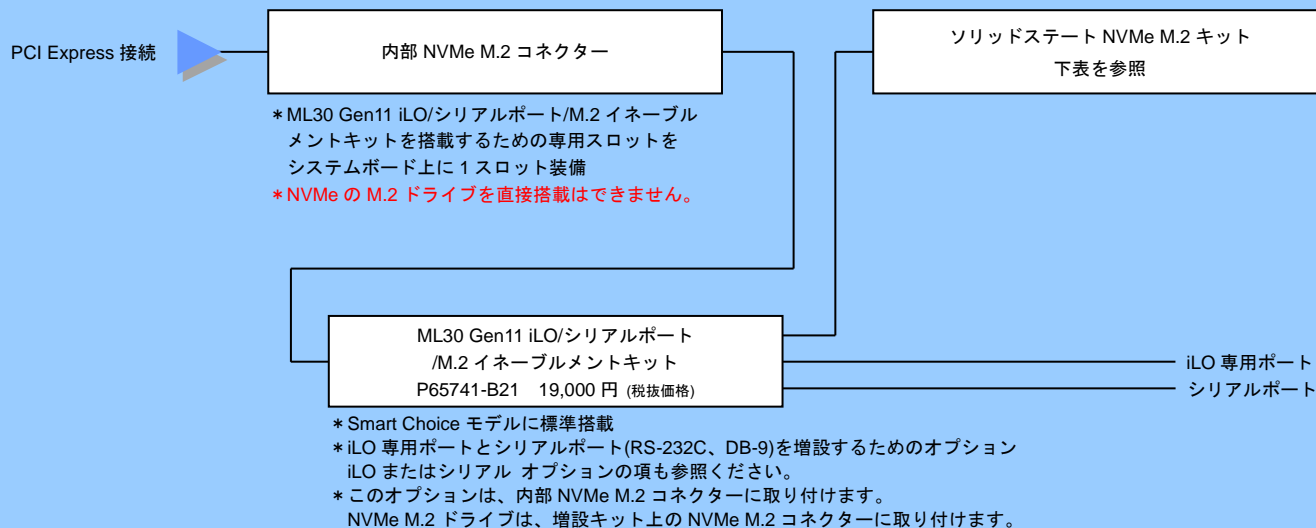 PCI Express 接続
内部 NVMe M.2 コネクター
ソリッドステート NVMe M.2 キット
下表を参照
＊ML30 Gen11 iLO/シリアルポート/M.2 イネーブル
メントキットを搭載するための専用スロットを
システムボード上に 1 スロット装備
＊NVMe の M.2 ドライブを直接搭載はできません。
ML30 Gen11 iLO/シリアルポート
/M.2 イネーブルメントキット
P65741-B21　19,000 円 (税抜価格)
iLO 専用ポート
シリアルポート
＊Smart Choice モデルに標準搭載
＊iLO 専用ポートとシリアルポート(RS-232C、DB-9)を増設するためのオプション
iLO またはシリアル オプションの項も参照ください。
＊このオプションは、内部 NVMe M.2 コネクターに取り付けます。
NVMe M.2 ドライブは、増設キット上の NVMe M.2 コネクターに取り付けます。